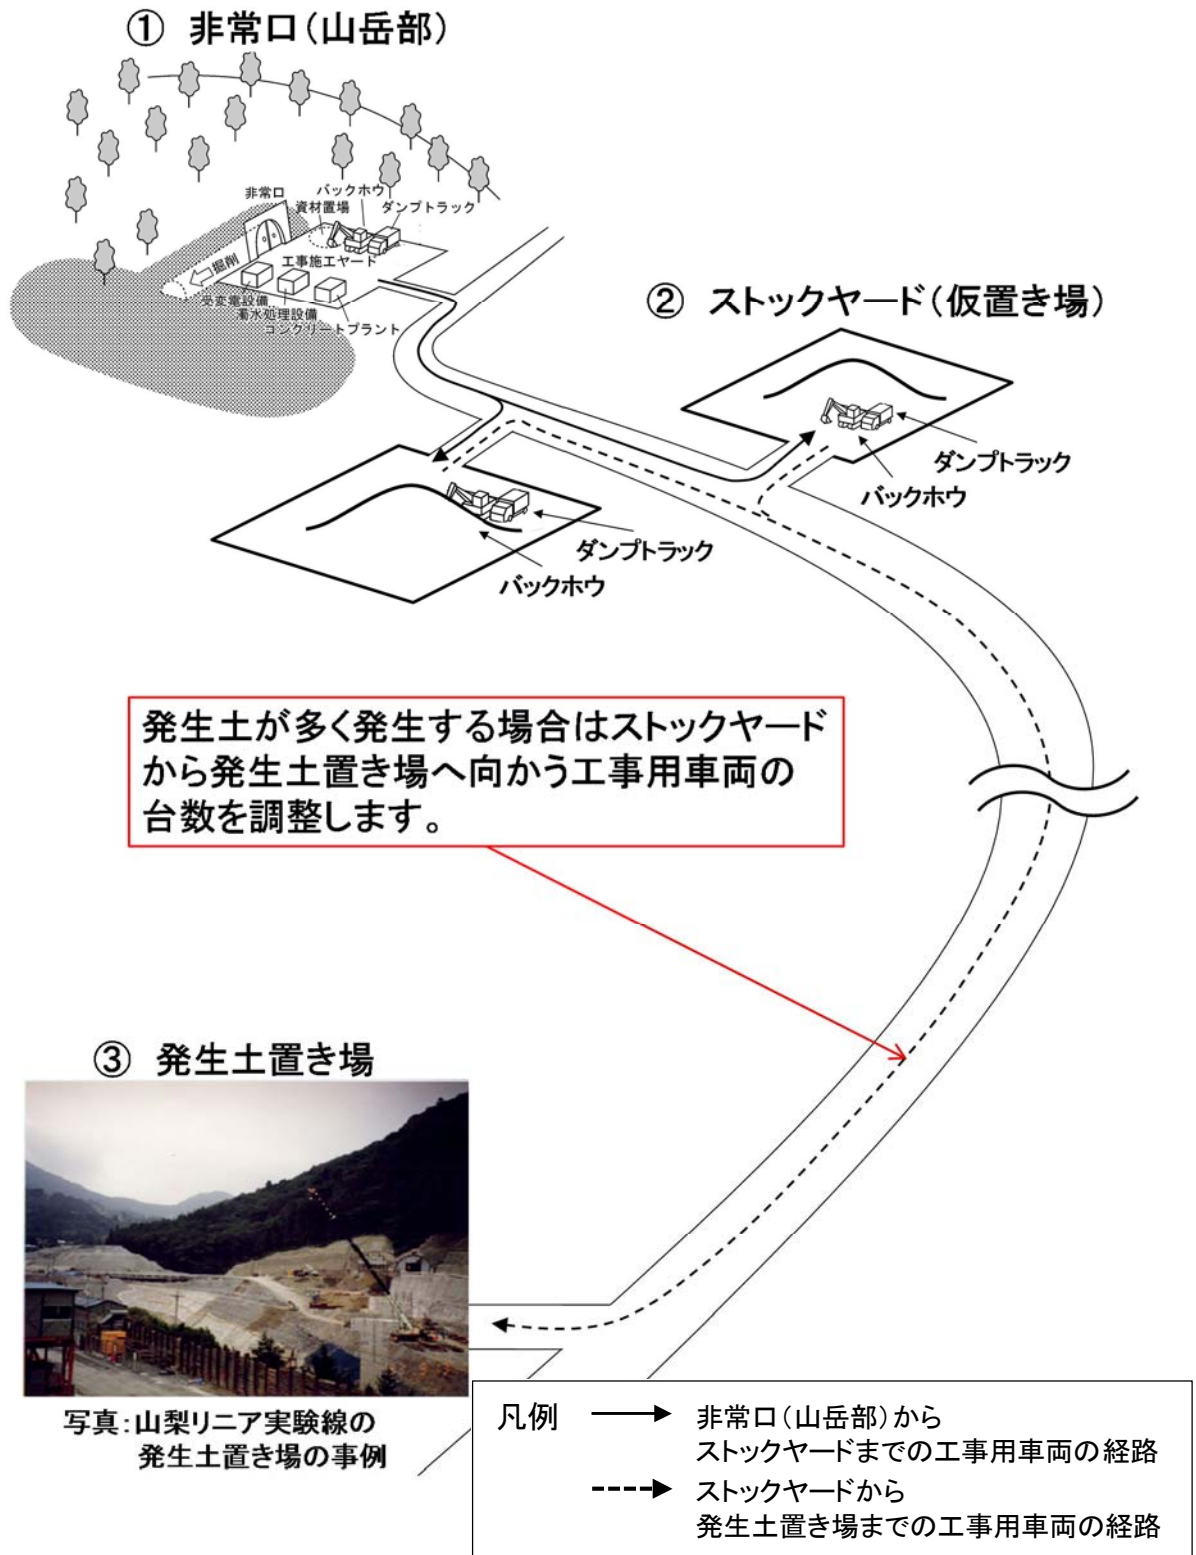 ① 非常口（山岳部）
非常口
バックホウ
資材置場
ダンプトラック
工事施工ヤード
掘削
受変電設備
濁水処理設備
コンクリートプラント
② ストックヤード（仮置き場）
ダンプトラック
バックホウ
ダンプトラック
バックホウ
発生土が多く発生する場合はストックヤード
から発生土置き場へ向かう工事用車両の
台数を調整します。
③ 発生土置き場
写真：山梨リニア実験線の
発生土置き場の事例
凡例
非常口（山岳部）から
ストックヤードまでの工事用車両の経路
ストックヤードから
発生土置き場までの工事用車両の経路